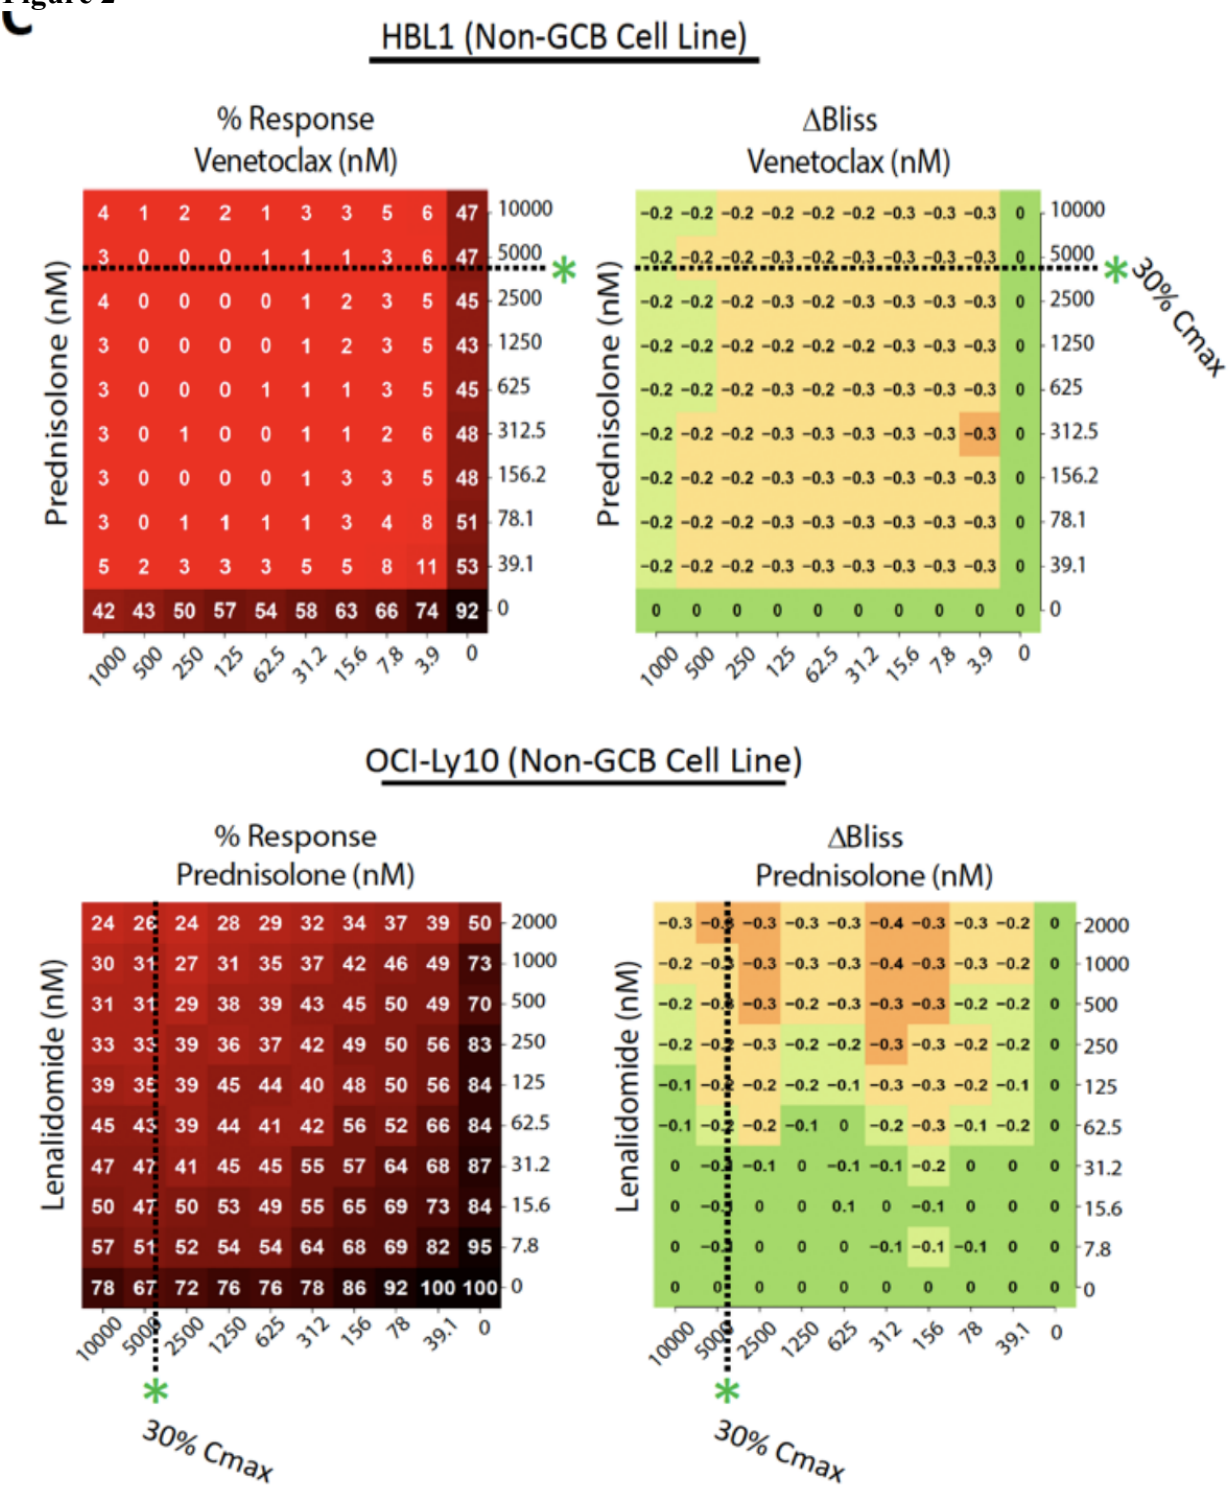 Figure 2
C
HBL1 (Non-GCB Cell Line)
% Response
Venetoclax (nM)
Prednisolone (nM)
4 1 2 2 1 3 3 5 6 47 10000
3 0 0 0 1 1 1 3 6 47 5000
*
4 0 0 0 0 1 2 3 5 45 2500
3 0 0 0 0 1 2 3 5 43 1250
3 0 0 0 1 1 1 3 5 45 625
3 0 1 0 0 1 1 2 6 48 312.5
3 0 0 0 0 1 3 3 5 48 156.2
3 0 1 1 1 1 3 4 8 51 78.1
5 2 3 3 3 5 5 8 11 53 39.1
42 43 50 57 54 58 63 66 74 92 0
1000 500 250 125 62.5 31.2 15.6 7.8 3.9 0
ΔBliss
Venetoclax (nM)
Prednisolone (nM)
−0.2 −0.2 −0.2 −0.2 −0.2 −0.2 −0.3 −0.3 −0.3 0 10000
−0.2 −0.2 −0.2 −0.2 −0.2 −0.3 −0.3 −0.3 −0.3 0 5000
* 30% Cmax
−0.2 −0.2 −0.2 −0.3 −0.2 −0.3 −0.3 −0.3 −0.3 0 2500
−0.2 −0.2 −0.2 −0.2 −0.2 −0.2 −0.3 −0.3 −0.3 0 1250
−0.2 −0.2 −0.2 −0.3 −0.2 −0.3 −0.3 −0.3 −0.3 0 625
−0.2 −0.2 −0.2 −0.3 −0.3 −0.3 −0.3 −0.3 −0.3 0 312.5
−0.2 −0.2 −0.2 −0.3 −0.3 −0.3 −0.3 −0.3 −0.3 0 156.2
−0.2 −0.2 −0.2 −0.3 −0.3 −0.3 −0.3 −0.3 −0.3 0 78.1
−0.2 −0.2 −0.2 −0.3 −0.3 −0.3 −0.3 −0.3 −0.3 0 39.1
0 0 0 0 0 0 0 0 0 0 0
1000 500 250 125 62.5 31.2 15.6 7.8 3.9 0
OCI-Ly10 (Non-GCB Cell Line)
% Response
Prednisolone (nM)
Lenalidomide (nM)
24 26 24 28 29 32 34 37 39 50 2000
30 31 27 31 35 37 42 46 49 73 1000
31 31 29 38 39 43 45 50 49 70 500
33 33 39 36 37 42 49 50 56 83 250
39 35 39 45 44 40 48 50 56 84 125
45 43 39 44 41 42 56 52 66 84 62.5
47 47 41 45 45 55 57 64 68 87 31.2
50 47 50 53 49 55 65 69 73 84 15.6
57 51 52 54 54 64 68 69 82 95 7.8
78 67 72 76 76 78 86 92 100 100 0
10000 5000 2500 1250 625 312 156 78 39.1 0
*
30% Cmax
ΔBliss
Prednisolone (nM)
Lenalidomide (nM)
−0.3 −0.3 −0.3 −0.3 −0.4 −0.3 −0.3 −0.2 0 2000
−0.2 −0.3 −0.3 −0.3 −0.4 −0.3 −0.3 −0.2 0 1000
−0.2 −0.3 −0.2 −0.3 −0.3 −0.3 −0.2 −0.2 0 500
−0.2 −0.3 −0.2 −0.2 −0.3 −0.3 −0.2 −0.2 0 250
−0.1 −0.2 −0.2 −0.1 −0.3 −0.3 −0.2 −0.1 0 125
−0.1 −0.2 −0.1 0 −0.2 −0.3 −0.1 −0.2 0 62.5
0 −0.1 0 −0.1 −0.1 −0.2 0 0 0 31.2
0 0 0 0.1 0 −0.1 0 0 0 15.6
0 0 0 0 −0.1 −0.1 −0.1 0 0 7.8
0 0 0 0 0 0 0 0 0 0 0
10000 5000 2500 1250 625 312 156 78 39.1 0
*
30% Cmax